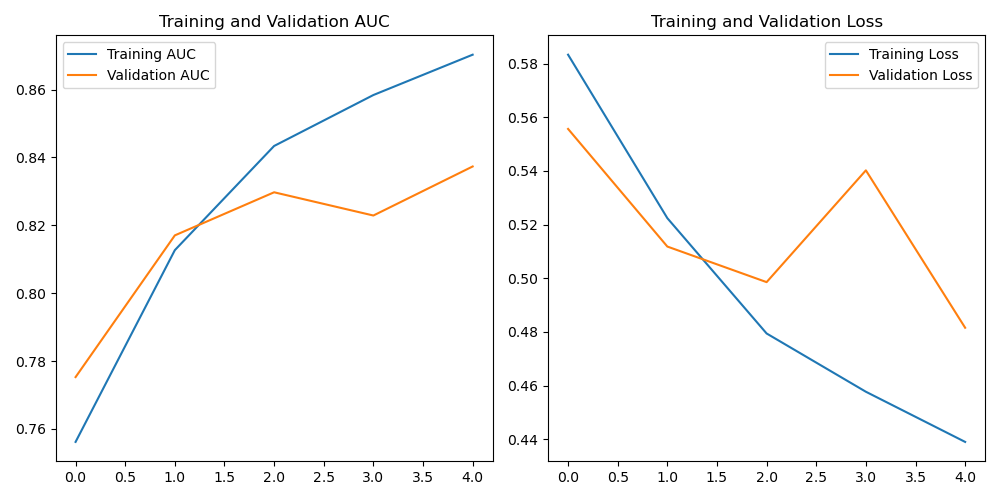 Training and Validation AUC
Training AUC
Validation AUC
0.86
0.84
0.82
0.80
0.78
0.76
0.0 0.5 1.0 1.5 2.0 2.5 3.0 3.5 4.0
Training and Validation Loss
Training Loss
Validation Loss
0.58
0.56
0.54
0.52
0.50
0.48
0.46
0.44
0.0 0.5 1.0 1.5 2.0 2.5 3.0 3.5 4.0